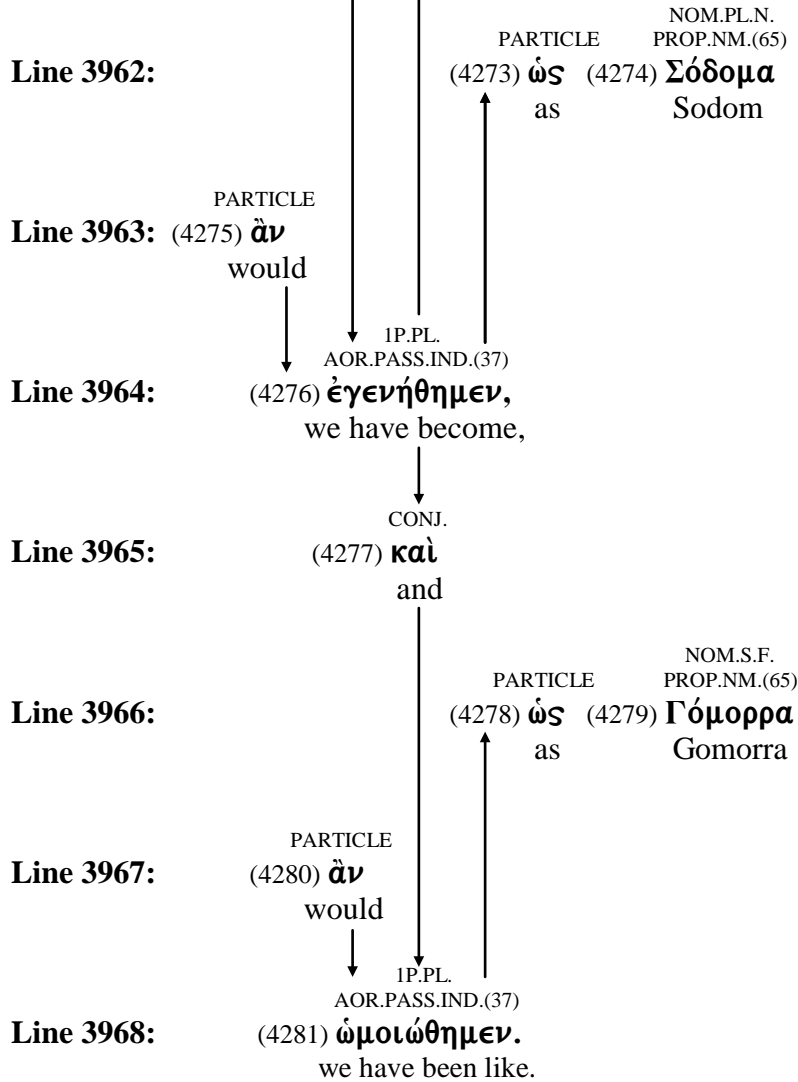 NOM.PL.N.
PARTICLE PROP.NM.(65)
Line 3962: (4273) ὡς (4274) Σόδομα
as Sodom
PARTICLE
Line 3963: (4275) ἂν
would
1P.PL.
AOR.PASS.IND.(37)
Line 3964: (4276) ἐγενήθημεν,
we have become,
CONJ.
Line 3965: (4277) καὶ
and
NOM.S.F.
PARTICLE PROP.NM.(65)
Line 3966: (4278) ὡς (4279) Γόμορρα
as Gomorra
PARTICLE
Line 3967: (4280) ἂν
would
1P.PL.
AOR.PASS.IND.(37)
Line 3968: (4281) ὡμοιώθημεν.
we have been like.